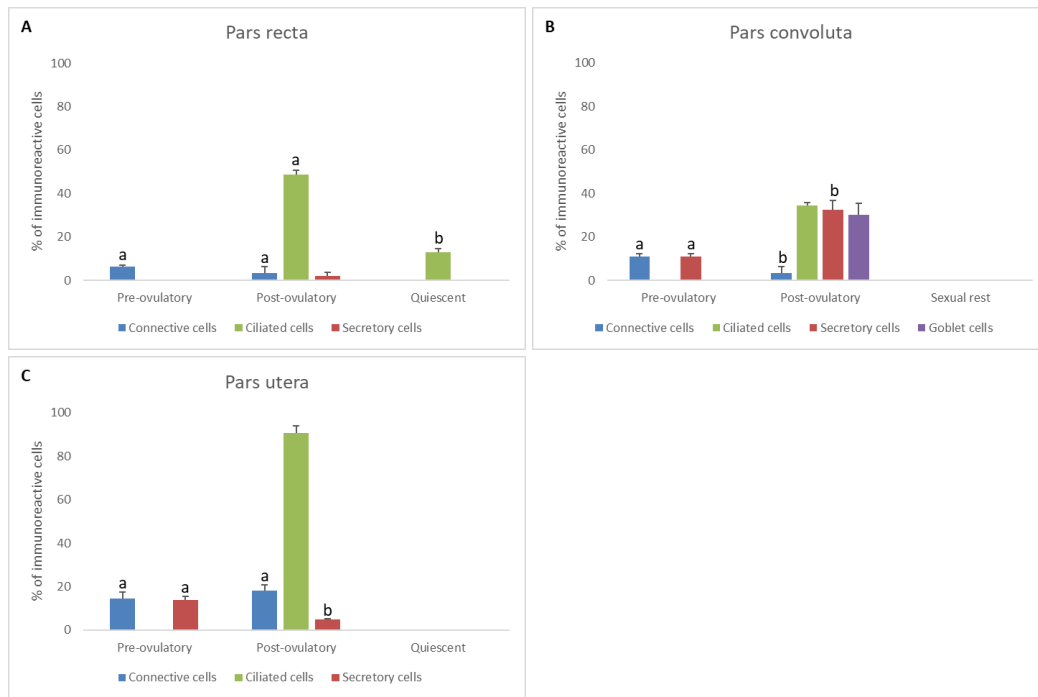 A
Pars recta
% of immunoreactive cells
100
80
60
40
20
0
a
a
a
b
Pre-ovulatory
Post-ovulatory
Quiescent
Connective cells
Ciliated cells
Secretory cells
B
Pars convoluta
% of immunoreactive cells
100
80
60
40
20
0
a
a
b
b
Pre-ovulatory
Post-ovulatory
Sexual rest
Connective cells
Ciliated cells
Secretory cells
Goblet cells
C
Pars utera
% of immunoreactive cells
100
80
60
40
20
0
a
a
a
b
Pre-ovulatory
Post-ovulatory
Quiescent
Connective cells
Ciliated cells
Secretory cells